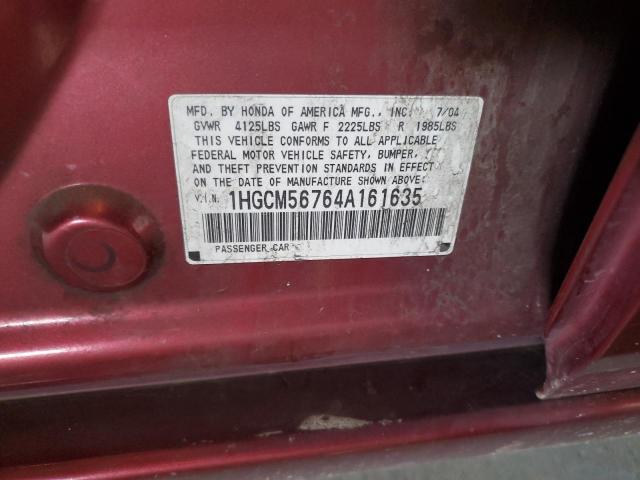 MFD. BY HONDA OF AMERICA MFG., INC. 7/04
GVWR 4125LBS GAWR F 2225LBS R 1985LBS
THIS VEHICLE CONFORMS TO ALL APPLICABLE
FEDERAL MOTOR VEHICLE SAFETY, BUMPER,
AND THEFT PREVENTION STANDARDS IN EFFECT
ON THE DATE OF MANUFACTURE SHOWN ABOVE.
V.I.N. 1HGCM56764A161635
PASSENGER CAR